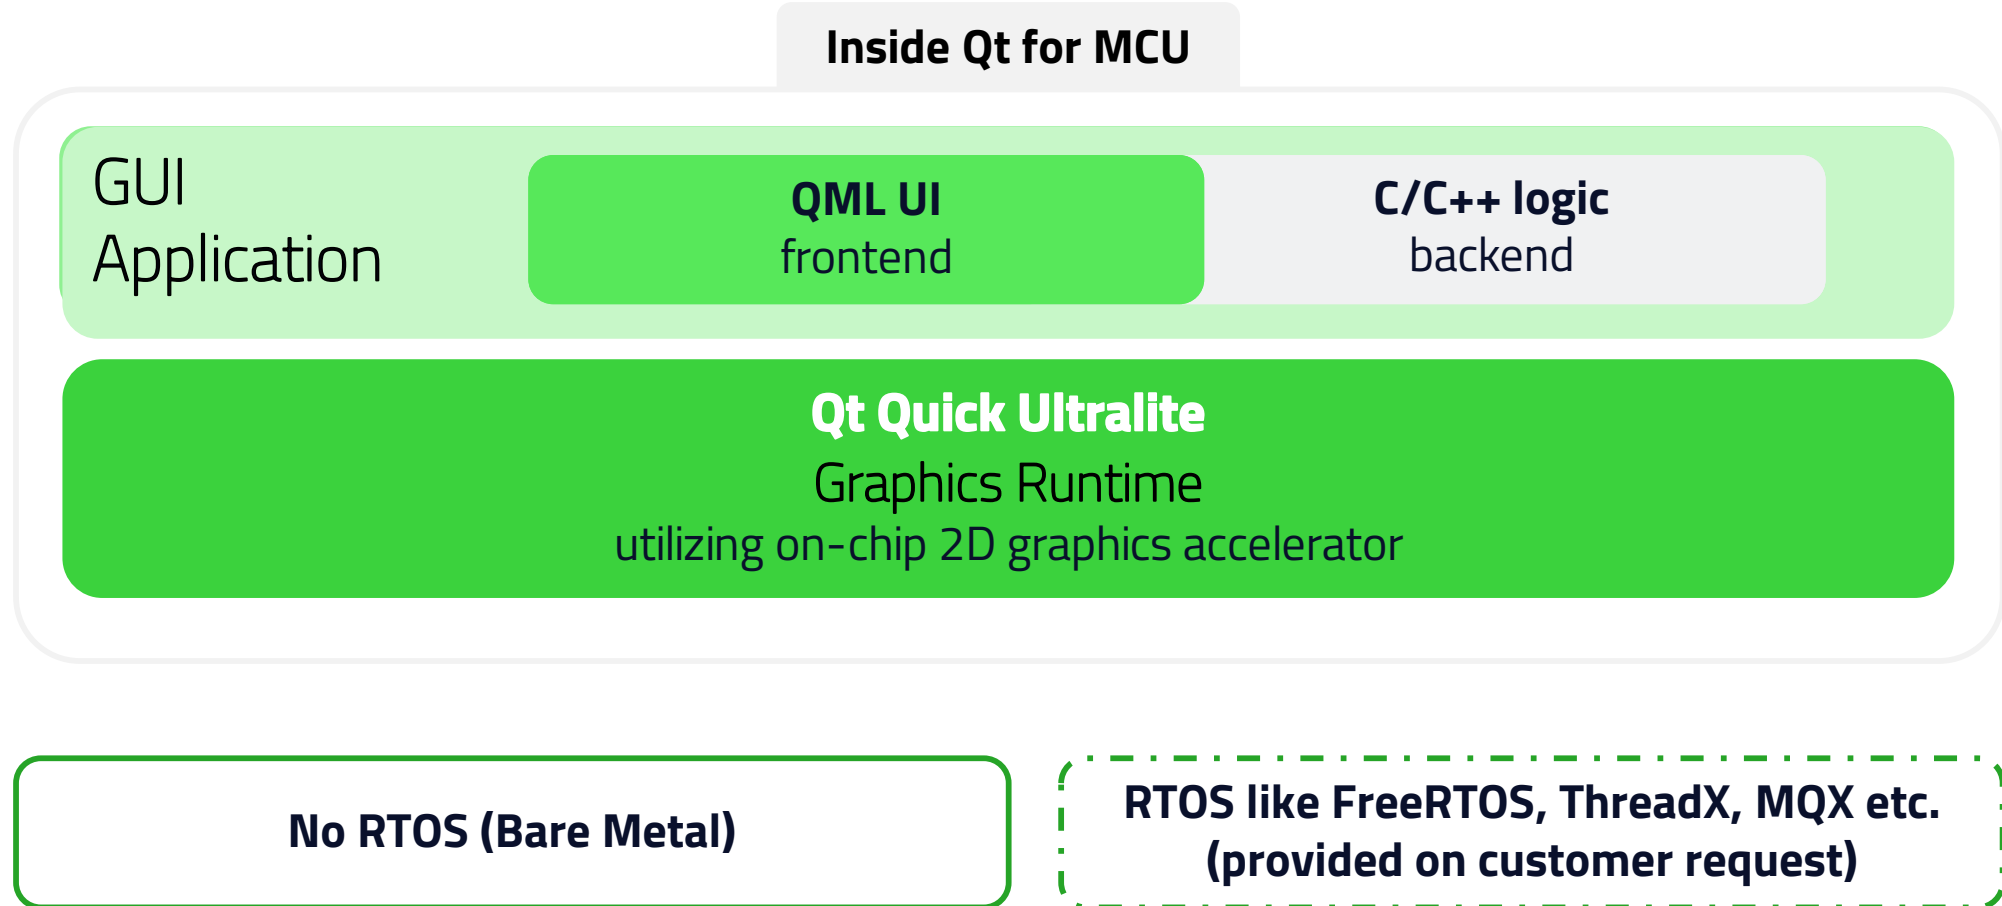 Inside Qt for MCU
GUI
Application
QML UI
frontend
C/C++ logic
backend
Qt Quick Ultralite
Graphics Runtime
utilizing on-chip 2D graphics accelerator
No RTOS (Bare Metal)
RTOS like FreeRTOS, ThreadX, MQX etc.
(provided on customer request)